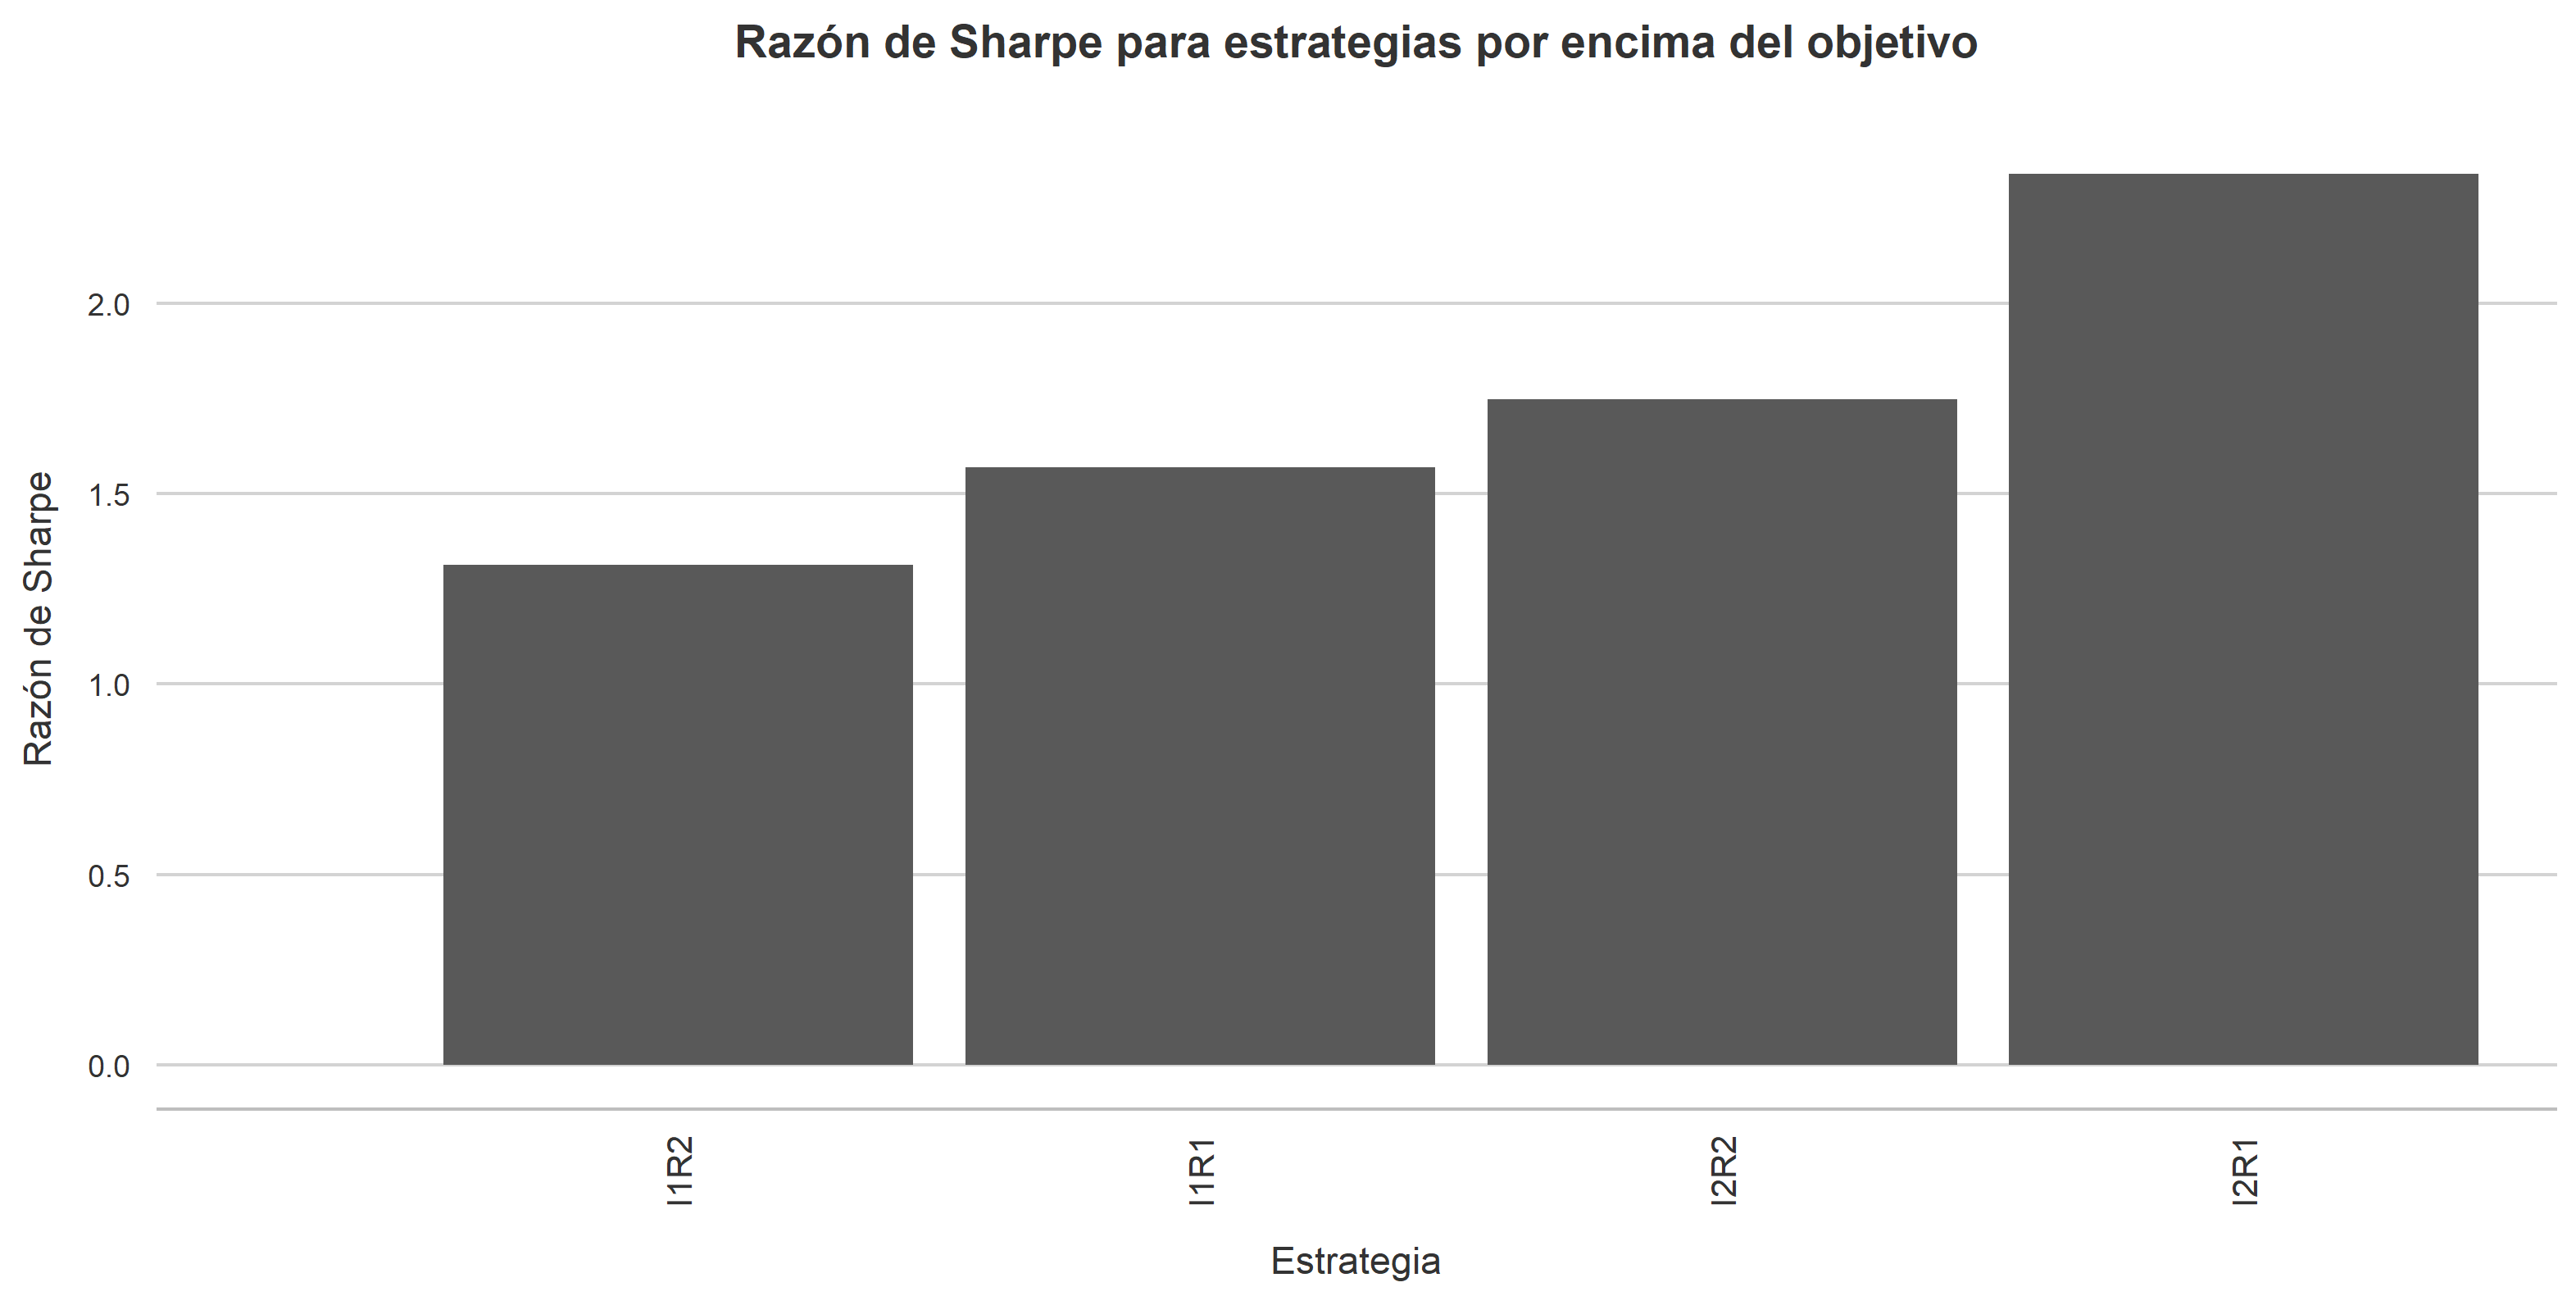 Razón de Sharpe para estrategias por encima del objetivo
Razón de Sharpe
2.0
1.5
1.0
0.5
0.0
I1R2
I1R1
I2R2
I2R1
Estrategia